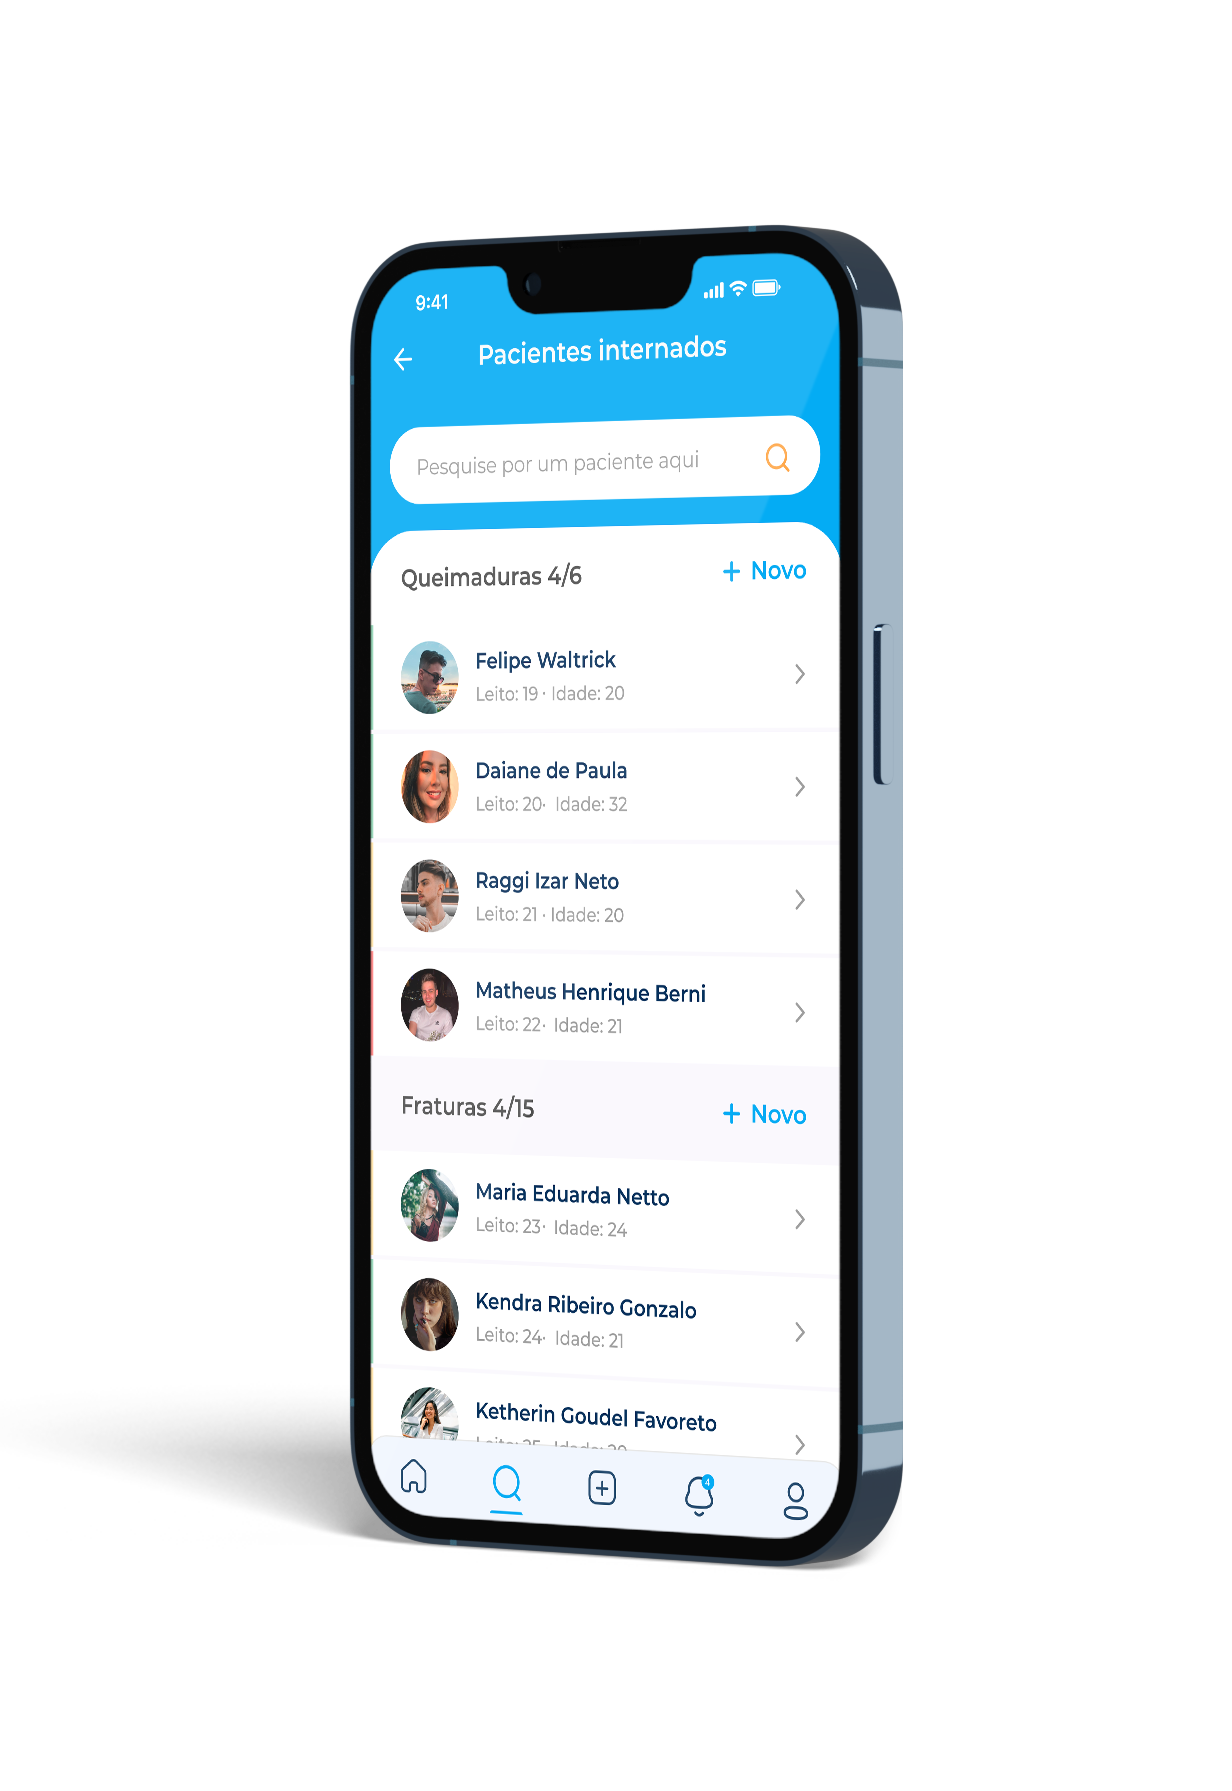 9:41
Pacientes internados
Pesquise por um paciente aqui
Queimaduras 4/6
+ Novo
Felipe Waltrick
Leito: 19 · Idade: 20
Daiane de Paula
Leito: 20· Idade: 32
Raggi Izar Neto
Leito: 21 · Idade: 20
Matheus Henrique Berni
Leito: 22· Idade: 21
Fraturas 4/15
+ Novo
Maria Eduarda Netto
Leito: 23· Idade: 24
Kendra Ribeiro Gonzalo
Leito: 24· Idade: 21
Ketherin Goudel Favoreto
4